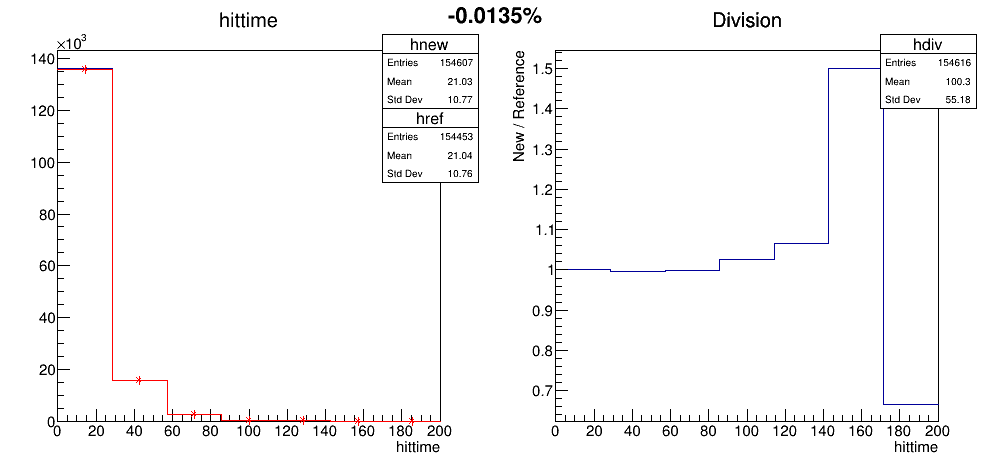 -0.0135%
hittime
×10³
140
120
100
80
60
40
20
0
0 20 40 60 80 100 120 140 160 180 200
hittime
hnew
Entries 154607
Mean 21.03
Std Dev 10.77
href
Entries 154453
Mean 21.04
Std Dev 10.76
Division
New / Reference
1.5
1.4
1.3
1.2
1.1
1
0.9
0.8
0.7
0 20 40 60 80 100 120 140 160 180 200
hittime
hdiv
Entries 154616
Mean 100.3
Std Dev 55.18